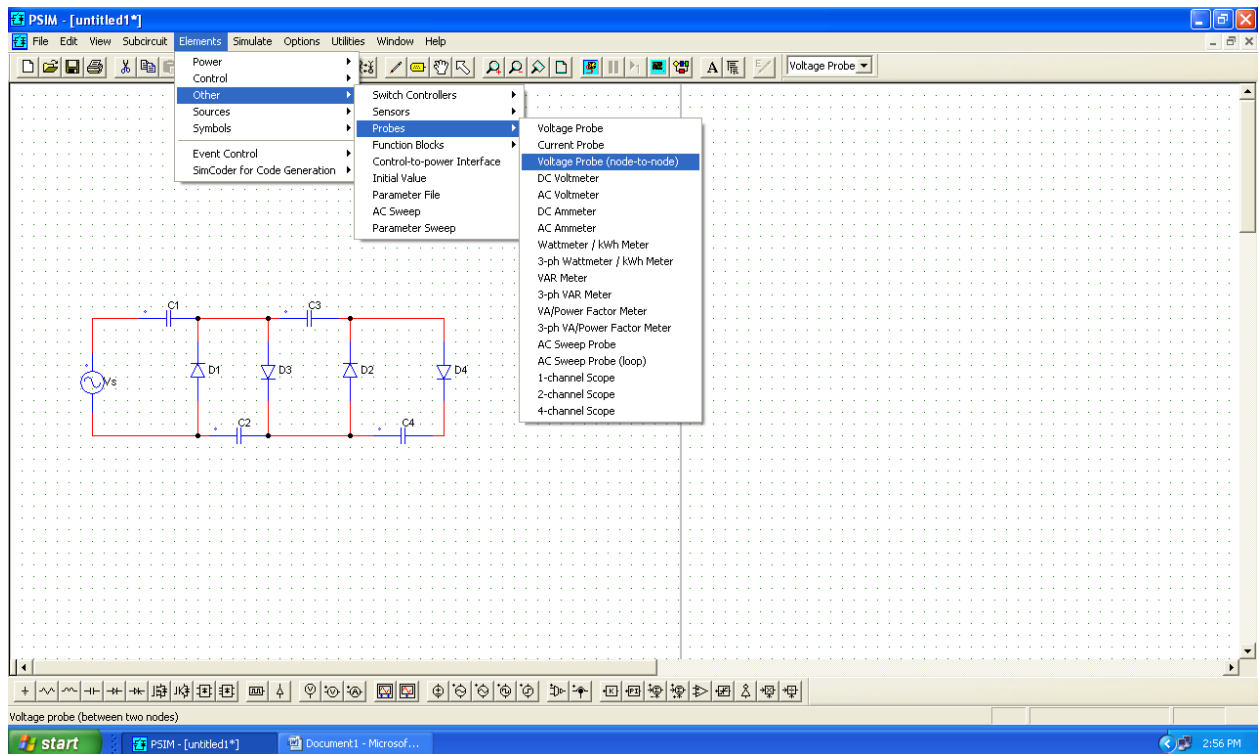 PSIM - [untitled1*]
File Edit View Subcircuit Elements Simulate Options Utilities Window Help
Voltage Probe
Power
Control
Other
Sources
Symbols
Event Control
SimCoder for Code Generation
Switch Controllers
Sensors
Probes
Function Blocks
Control-to-power Interface
Initial Value
Parameter File
AC Sweep
Parameter Sweep
Voltage Probe
Current Probe
Voltage Probe (node-to-node)
DC Voltmeter
AC Voltmeter
DC Ammeter
AC Ammeter
Wattmeter / kWh Meter
3-ph Wattmeter / kWh Meter
VAR Meter
3-ph VAR Meter
VA/Power Factor Meter
3-ph VA/Power Factor Meter
AC Sweep Probe
AC Sweep Probe (loop)
1-channel Scope
2-channel Scope
4-channel Scope
C1 C3
Vs D1 D3 D2 D4
C2 C4
Voltage probe (between two nodes)
start PSIM - [untitled1*] Document1 - Microsof... 2:56 PM